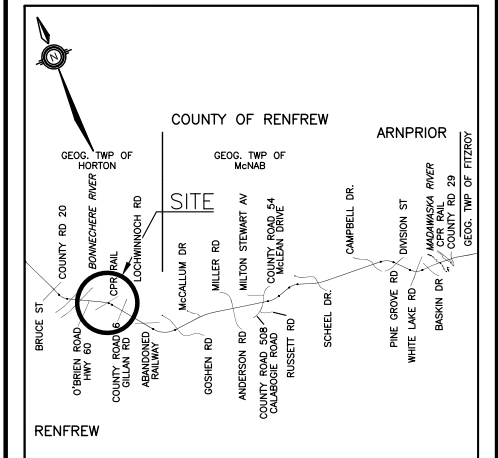 N
COUNTY OF RENFREW
ARNPRIOR
GEOG. TWP OF
HORTON
GEOG. TWP OF
McNAB
GEOG. TWP OF FITZROY
SITE
BRUCE ST
COUNTY RD 20
BONNECHERE RIVER
O'BRIEN ROAD
HWY 60
CPR RAIL
COUNTY ROAD 6
GILLAN RD
LOCHWINNOCH RD
ABANDONED
RAILWAY
McCALLUM DR
GOSHEN RD
MILLER RD
ANDERSON RD
MILTON STEWART AV
COUNTY ROAD 508
CALABOGIE ROAD
COUNTY ROAD 54
McLEAN DRIVE
RUSSETT RD
SCHEEL DR.
CAMPBELL DR.
PINE GROVE RD
DIVISION ST
WHITE LAKE RD
MADAWASKA RIVER
CPR RAIL
COUNTY RD 29
BASKIN DR
RENFREW